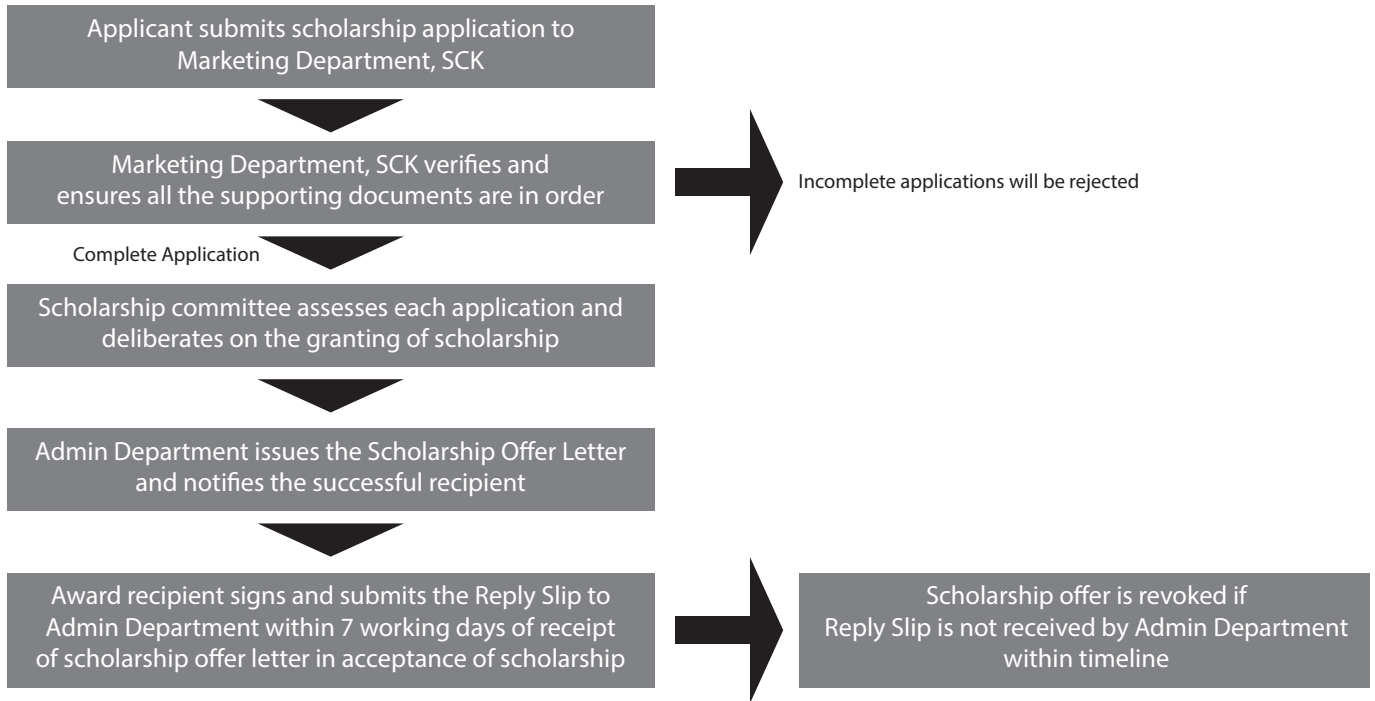 Applicant submits scholarship application to
Marketing Department, SCK
Marketing Department, SCK verifies and
ensures all the supporting documents are in order
Incomplete applications will be rejected
Complete Application
Scholarship committee assesses each application and
deliberates on the granting of scholarship
Admin Department issues the Scholarship Offer Letter
and notifies the successful recipient
Award recipient signs and submits the Reply Slip to
Admin Department within 7 working days of receipt
of scholarship offer letter in acceptance of scholarship
Scholarship offer is revoked if
Reply Slip is not received by Admin Department
within timeline